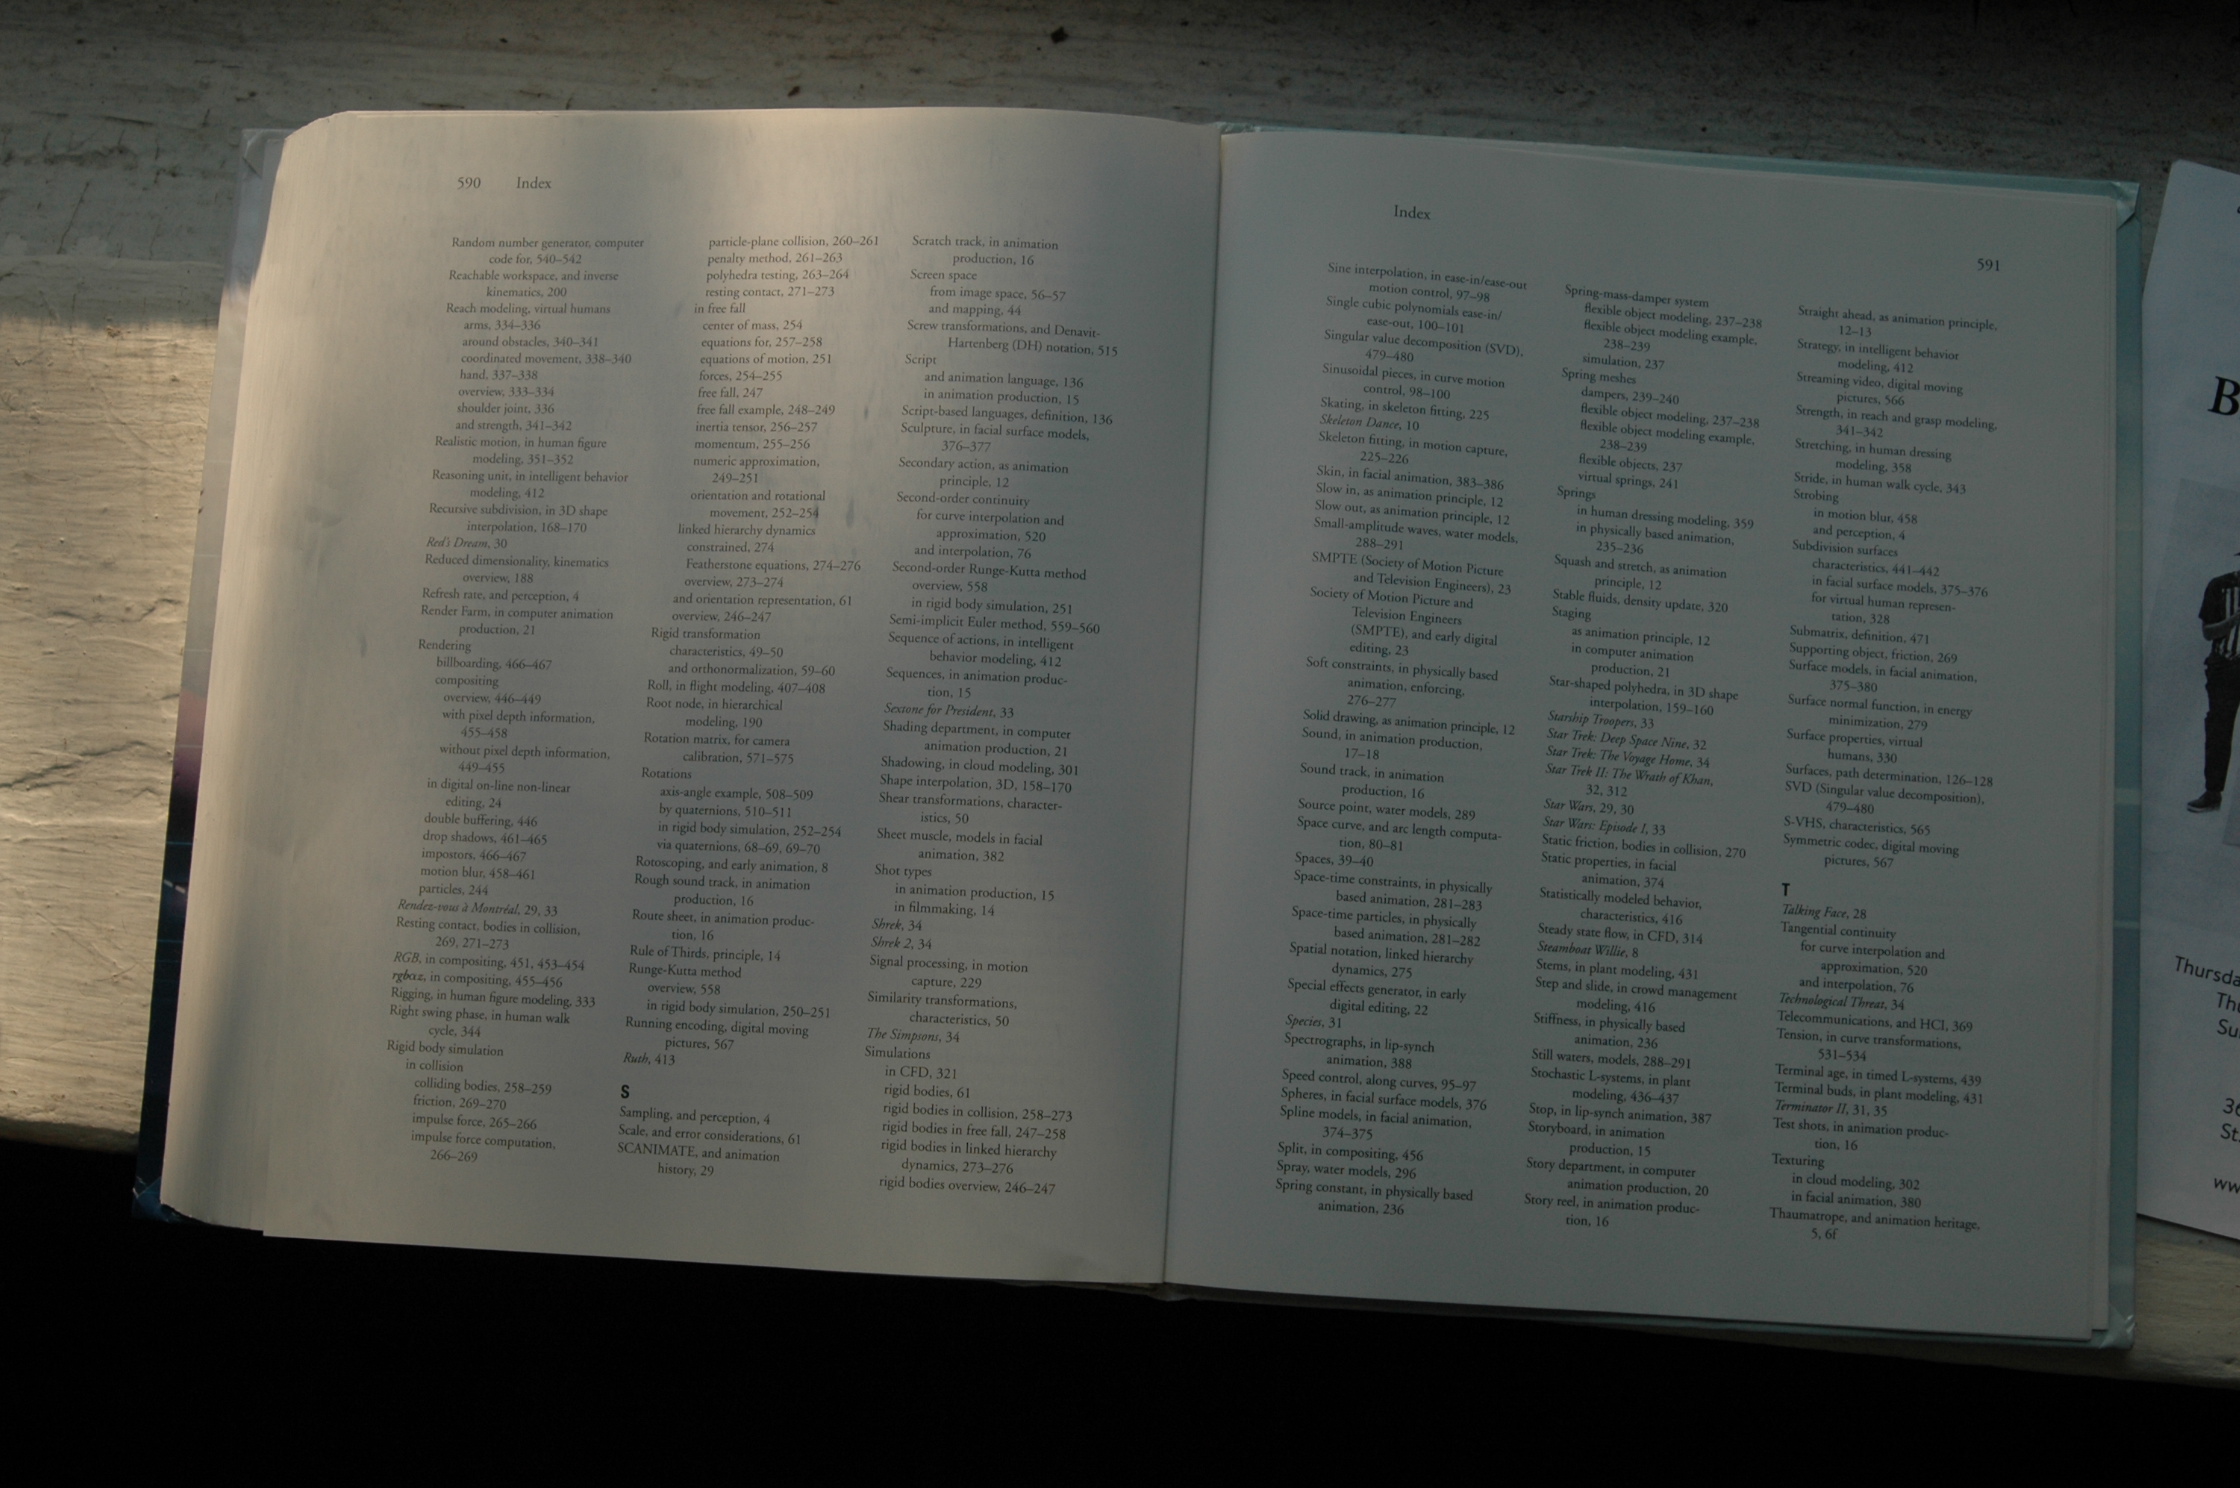 590 Index
Random number generator, computer
code for, 540–542
Reachable workspace, and inverse
kinematics, 200
Reach modeling, virtual humans
arms, 334–336
around obstacles, 340–341
coordinated movement, 338–340
hand, 337–338
overview, 333–334
shoulder joint, 336
and strength, 341–342
Realistic motion, in human figure
modeling, 351–352
Reasoning unit, in intelligent behavior
modeling, 412
Recursive subdivision, in 3D shape
interpolation, 168–170
Red's Dream, 30
Reduced dimensionality, kinematics
overview, 188
Refresh rate, and perception, 4
Render Farm, in computer animation
production, 21
Rendering
billboarding, 466–467
compositing
overview, 446–449
with pixel depth information,
455–458
without pixel depth information,
449–455
in digital on-line non-linear
editing, 24
double buffering, 446
drop shadows, 461–465
impostors, 466–467
motion blur, 458–461
particles, 244
Rendez-vous à Montréal, 29, 33
Resting contact, bodies in collision,
269, 271–273
RGB, in compositing, 451, 453–454
rgbαz, in compositing, 455–456
Rigging, in human figure modeling, 333
Right swing phase, in human walk
cycle, 344
Rigid body simulation
in collision
colliding bodies, 258–259
friction, 269–270
impulse force, 265–266
impulse force computation,
266–269
particle-plane collision, 260–261
penalty method, 261–263
polyhedra testing, 263–264
resting contact, 271–273
in free fall
center of mass, 254
equations for, 257–258
equations of motion, 251
forces, 254–255
free fall, 247
free fall example, 248–249
inertia tensor, 256–257
momentum, 255–256
numeric approximation,
249–251
orientation and rotational
movement, 252–254
linked hierarchy dynamics
constrained, 274
Featherstone equations, 274–276
overview, 273–274
and orientation representation, 61
overview, 246–247
Rigid transformation
characteristics, 49–50
and orthonormalization, 59–60
Roll, in flight modeling, 407–408
Root node, in hierarchical
modeling, 190
Rotation matrix, for camera
calibration, 571–575
Rotations
axis-angle example, 508–509
by quaternions, 510–511
in rigid body simulation, 252–254
via quaternions, 68–69, 69–70
Rotoscoping, and early animation, 8
Rough sound track, in animation
production, 16
Route sheet, in animation produc-
tion, 16
Rule of Thirds, principle, 14
Runge-Kutta method
overview, 558
in rigid body simulation, 250–251
Running encoding, digital moving
pictures, 567
Ruth, 413
S
Sampling, and perception, 4
Scale, and error considerations, 61
SCANIMATE, and animation
history, 29
Scratch track, in animation
production, 16
Screen space
from image space, 56–57
and mapping, 44
Screw transformations, and Denavit-
Hartenberg (DH) notation, 515
Script
and animation language, 136
in animation production, 15
Script-based languages, definition, 136
Sculpture, in facial surface models,
376–377
Secondary action, as animation
principle, 12
Second-order continuity
for curve interpolation and
approximation, 520
and interpolation, 76
Second-order Runge-Kutta method
overview, 558
in rigid body simulation, 251
Semi-implicit Euler method, 559–560
Sequence of actions, in intelligent
behavior modeling, 412
Sequences, in animation produc-
tion, 15
Sextone for President, 33
Shading department, in computer
animation production, 21
Shadowing, in cloud modeling, 301
Shape interpolation, 3D, 158–170
Shear transformations, character-
istics, 50
Sheet muscle, models in facial
animation, 382
Shot types
in animation production, 15
in filmmaking, 14
Shrek, 34
Shrek 2, 34
Signal processing, in motion
capture, 229
Similarity transformations,
characteristics, 50
The Simpsons, 34
Simulations
in CFD, 321
rigid bodies, 61
rigid bodies in collision, 258–273
rigid bodies in free fall, 247–258
rigid bodies in linked hierarchy
dynamics, 273–276
rigid bodies overview, 246–247
Index
591
Sine interpolation, in ease-in/ease-out
motion control, 97–98
Single cubic polynomials ease-in/
ease-out, 100–101
Singular value decomposition (SVD),
479–480
Sinusoidal pieces, in curve motion
control, 98–100
Skating, in skeleton fitting, 225
Skeleton Dance, 10
Skeleton fitting, in motion capture,
225–226
Skin, in facial animation, 383–386
Slow in, as animation principle, 12
Slow out, as animation principle, 12
Small-amplitude waves, water models,
288–291
SMPTE (Society of Motion Picture
and Television Engineers), 23
Society of Motion Picture and
Television Engineers
(SMPTE), and early digital
editing, 23
Soft constraints, in physically based
animation, enforcing,
276–277
Solid drawing, as animation principle, 12
Sound, in animation production,
17–18
Sound track, in animation
production, 16
Source point, water models, 289
Space curve, and arc length computa-
tion, 80–81
Spaces, 39–40
Space-time constraints, in physically
based animation, 281–283
Space-time particles, in physically
based animation, 281–282
Spatial notation, linked hierarchy
dynamics, 275
Special effects generator, in early
digital editing, 22
Species, 31
Spectrographs, in lip-synch
animation, 388
Speed control, along curves, 95–97
Spheres, in facial surface models, 376
Spline models, in facial animation,
374–375
Split, in compositing, 456
Spray, water models, 296
Spring constant, in physically based
animation, 236
Spring-mass-damper system
flexible object modeling, 237–238
flexible object modeling example,
238–239
simulation, 237
Spring meshes
dampers, 239–240
flexible object modeling, 237–238
flexible object modeling example,
238–239
flexible objects, 237
virtual springs, 241
Springs
in human dressing modeling, 359
in physically based animation,
235–236
Squash and stretch, as animation
principle, 12
Stable fluids, density update, 320
Staging
as animation principle, 12
in computer animation
production, 21
Star-shaped polyhedra, in 3D shape
interpolation, 159–160
Starship Troopers, 33
Star Trek: Deep Space Nine, 32
Star Trek: The Voyage Home, 34
Star Trek II: The Wrath of Khan,
32, 312
Star Wars, 29, 30
Star Wars: Episode I, 33
Static friction, bodies in collision, 270
Static properties, in facial
animation, 374
Statistically modeled behavior,
characteristics, 416
Steady state flow, in CFD, 314
Steamboat Willie, 8
Stems, in plant modeling, 431
Step and slide, in crowd management
modeling, 416
Stiffness, in physically based
animation, 236
Still waters, models, 288–291
Stochastic L-systems, in plant
modeling, 436–437
Stop, in lip-synch animation, 387
Storyboard, in animation
production, 15
Story department, in computer
animation production, 20
Story reel, in animation produc-
tion, 16
Straight ahead, as animation principle,
12–13
Strategy, in intelligent behavior
modeling, 412
Streaming video, digital moving
pictures, 566
Strength, in reach and grasp modeling,
341–342
Stretching, in human dressing
modeling, 358
Stride, in human walk cycle, 343
Strobing
in motion blur, 458
and perception, 4
Subdivision surfaces
characteristics, 441–442
in facial surface models, 375–376
for virtual human represen-
tation, 328
Submatrix, definition, 471
Supporting object, friction, 269
Surface models, in facial animation,
375–380
Surface normal function, in energy
minimization, 279
Surface properties, virtual
humans, 330
Surfaces, path determination, 126–128
SVD (Singular value decomposition),
479–480
S-VHS, characteristics, 565
Symmetric codec, digital moving
pictures, 567
T
Talking Face, 28
Tangential continuity
for curve interpolation and
approximation, 520
and interpolation, 76
Technological Threat, 34
Telecommunications, and HCI, 369
Tension, in curve transformations,
531–534
Terminal age, in timed L-systems, 439
Terminal buds, in plant modeling, 431
Terminator II, 31, 35
Test shots, in animation produc-
tion, 16
Texturing
in cloud modeling, 302
in facial animation, 380
Thaumatrope, and animation heritage,
5, 6f
B
Thursda
Th
Su
36
St.
ww